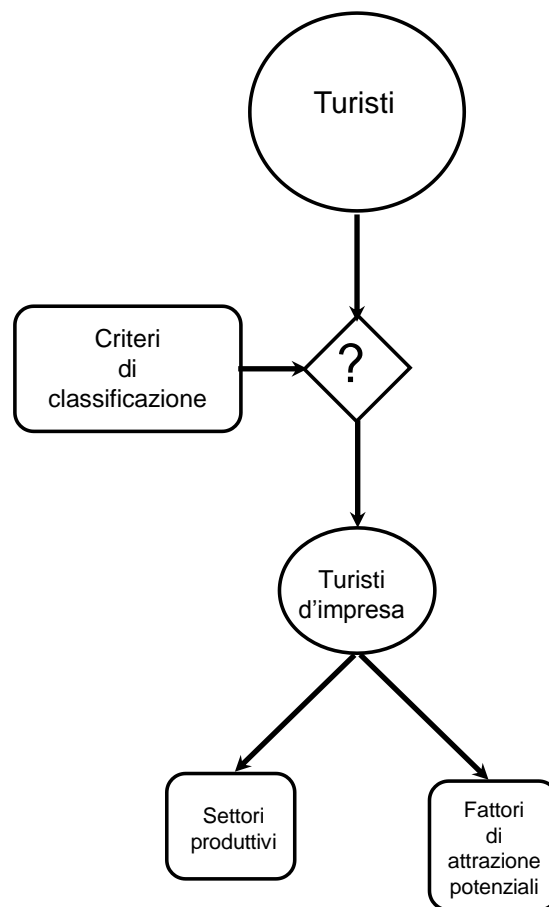 Turisti
Criteri
di
classificazione
?
Turisti
d’impresa
Settori
produttivi
Fattori
di
attrazione
potenziali